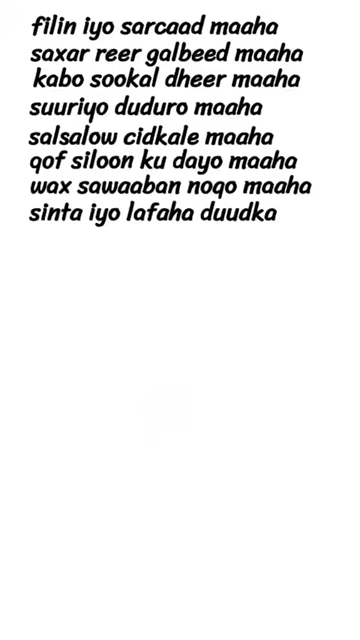 filin iyo sarcaad maaha
saxar reer galbeed maaha
kabo sookal dheer maaha
suuriyo duduro maaha
salsalow cidkale maaha
qof siloon ku dayo maaha
wax sawaaban noqo maaha
sinta iyo lafaha duudka